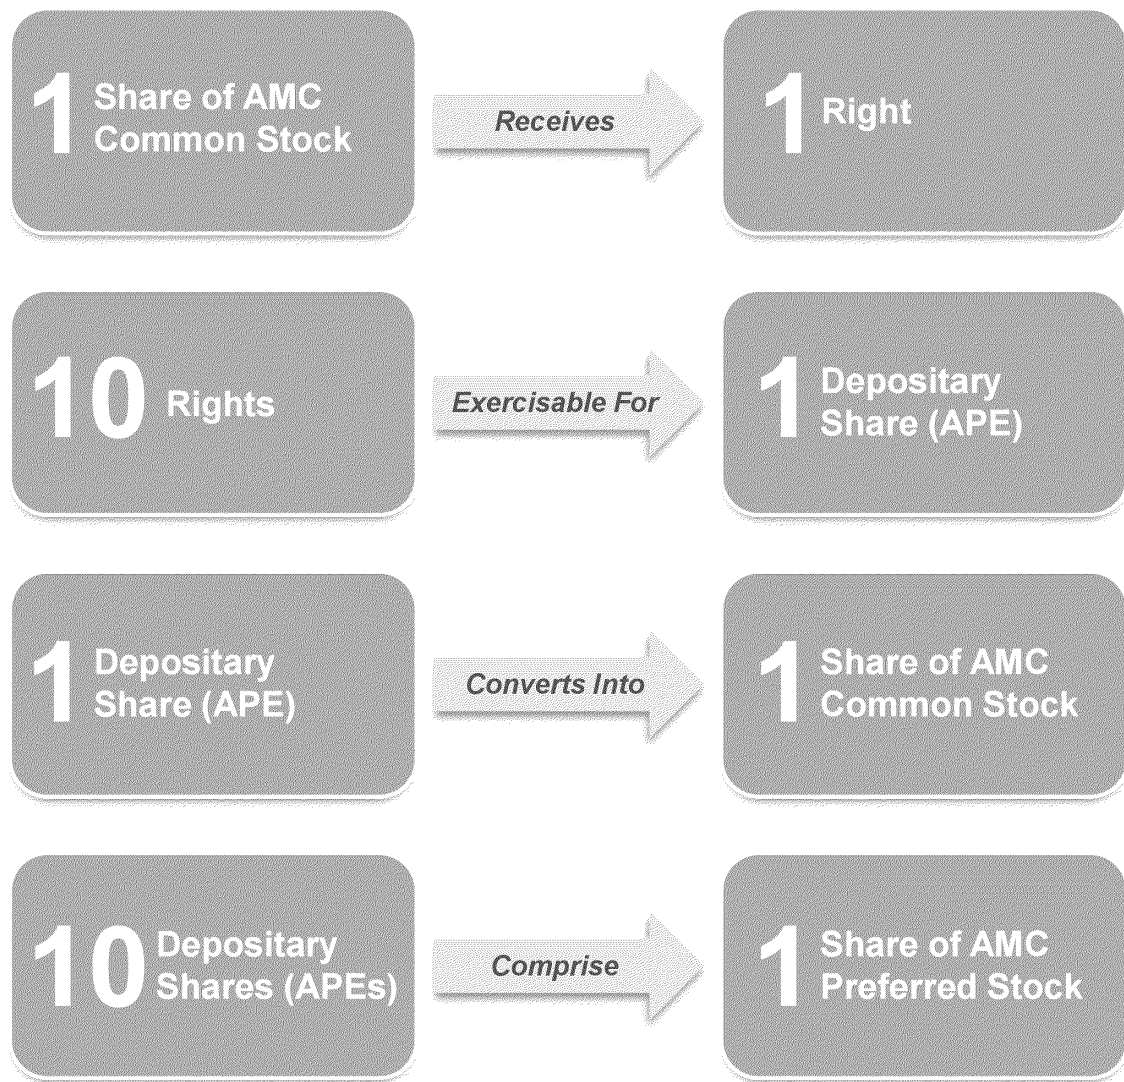 1 Share of AMC
Common Stock
Receives
1 Right
10 Rights
Exercisable For
1 Depositary
Share (APE)
1 Depositary
Share (APE)
Converts Into
1 Share of AMC
Common Stock
10 Depositary
Shares (APEs)
Comprise
1 Share of AMC
Preferred Stock